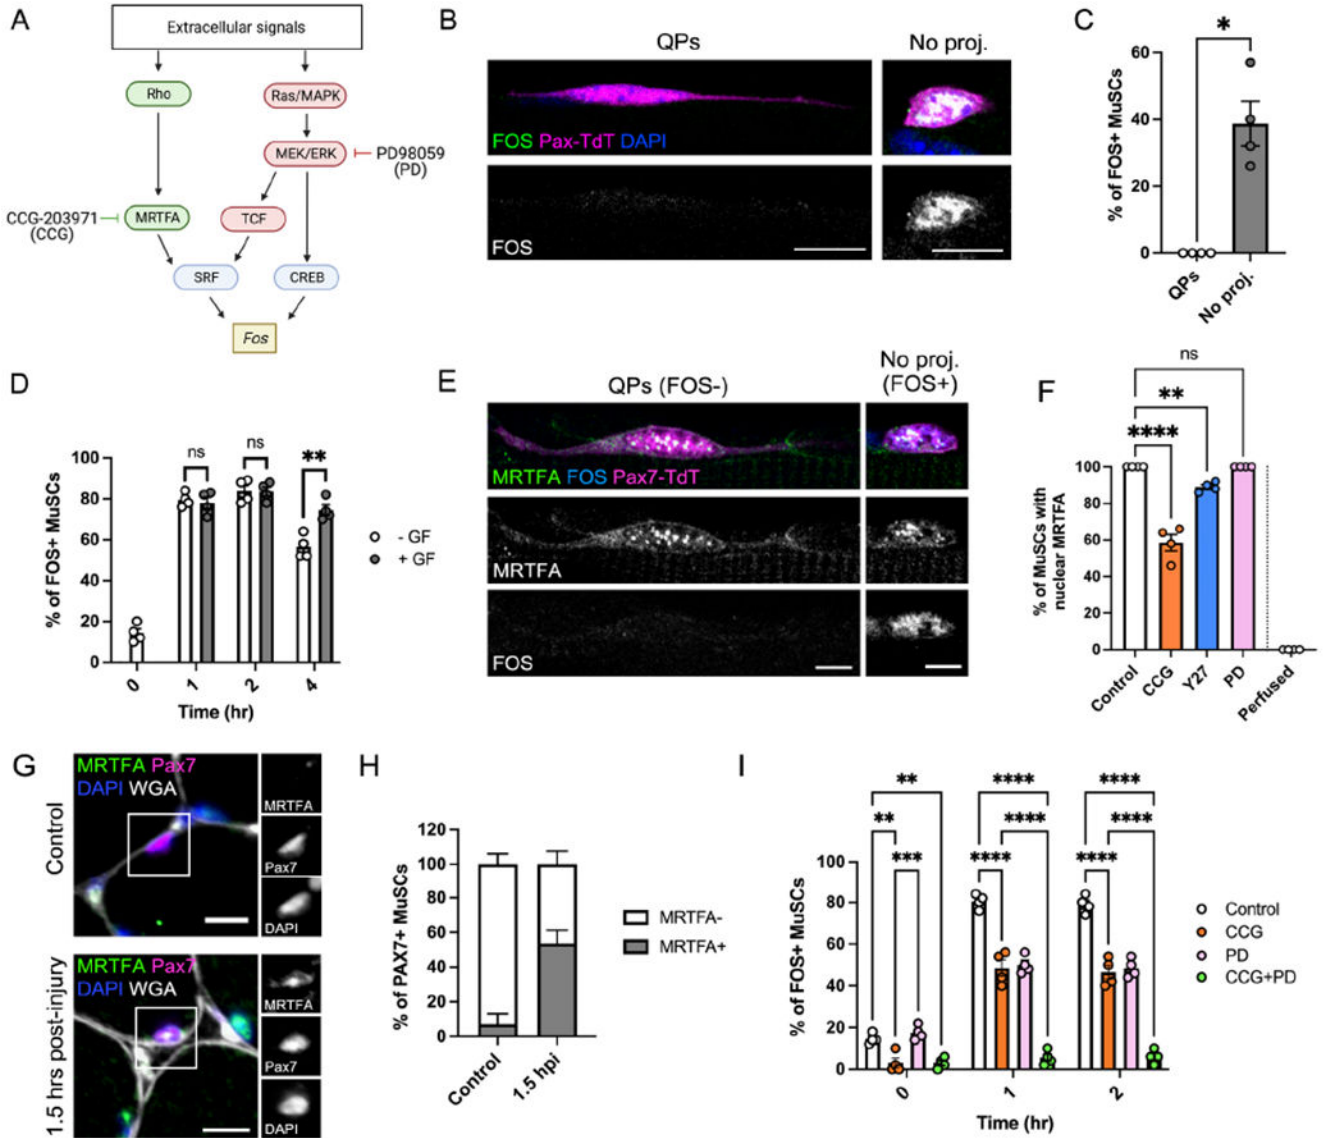 A
Extracellular signals
Rho
Ras/MAPK
MEK/ERK
PD98059
(PD)
CCG-203971
(CCG)
MRTFA
TCF
SRF
CREB
Fos
B
QPs
No proj.
FOS Pax-TdT DAPI
FOS
C
*
60
40
20
0
% of FOS+ MuSCs
QPs
No proj.
D
ns
ns
**
100
80
60
40
20
0
% of FOS+ MuSCs
0
1
2
4
Time (hr)
- GF
+ GF
E
QPs (FOS-)
No proj.
(FOS+)
MRTFA FOS Pax7-TdT
MRTFA
FOS
F
ns
**
****
100
80
60
40
20
0
% of MuSCs with
nuclear MRTFA
Control
CCG
Y27
PD
Perfused
G
Control
MRTFA Pax7
DAPI WGA
MRTFA
Pax7
DAPI
1.5 hrs post-injury
MRTFA Pax7
DAPI WGA
MRTFA
Pax7
DAPI
H
120
100
80
60
40
20
0
% of PAX7+ MuSCs
Control
1.5 hpi
MRTFA-
MRTFA+
I
**
****
****
**
****
****
***
****
****
100
80
60
40
20
0
% of FOS+ MuSCs
0
1
2
Time (hr)
Control
CCG
PD
CCG+PD